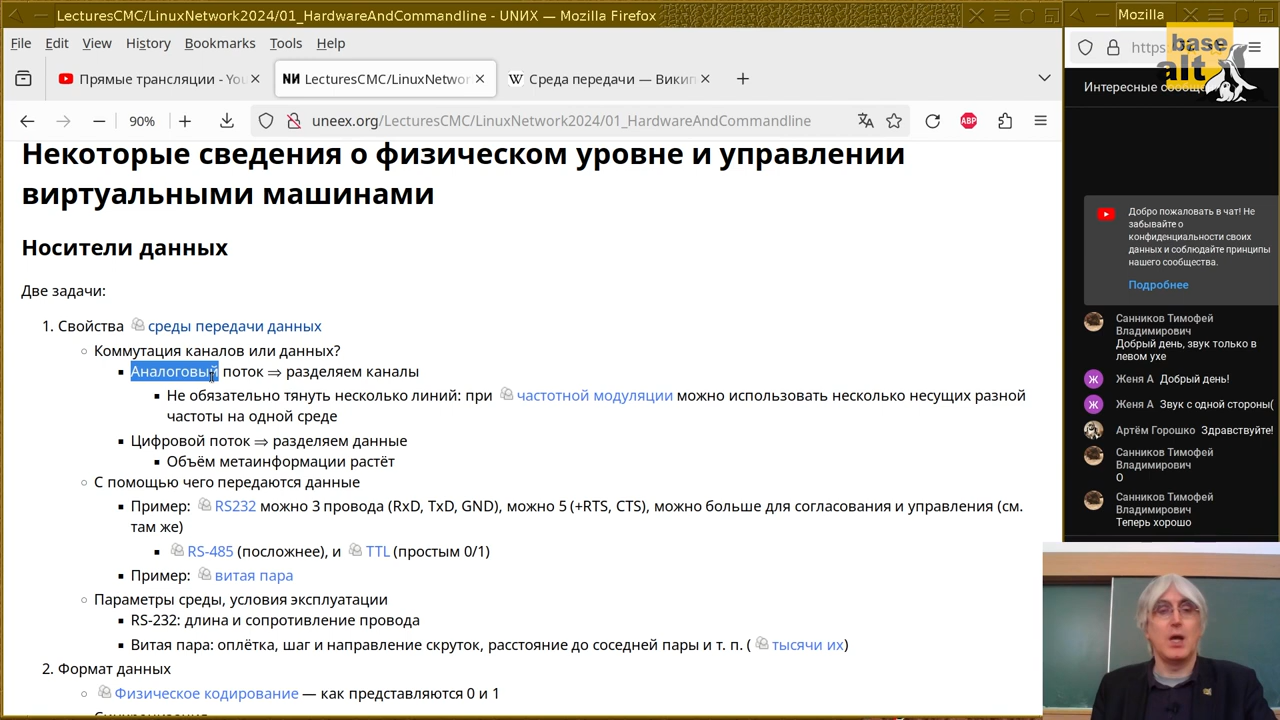 LecturesCMC/LinuxNetwork2024/01_HardwareAndCommandline - UNИX — Mozilla Firefox
Mozilla
File Edit View History Bookmarks Tools Help
Прямые трансляции - You
LecturesCMC/LinuxNetwor
Среда передачи — Викип
90%
uneex.org/LecturesCMC/LinuxNetwork2024/01_HardwareAndCommandline
ABP
https
base
alt
Некоторые сведения о физическом уровне и управлении
виртуальными машинами
Носители данных
Две задачи:
1. Свойства среды передачи данных
Коммутация каналов или данных?
Аналоговый поток ⇒ разделяем каналы
Не обязательно тянуть несколько линий: при частотной модуляции можно использовать несколько несущих разной
частоты на одной среде
Цифровой поток ⇒ разделяем данные
Объём метаинформации растёт
С помощью чего передаются данные
Пример: RS232 можно 3 провода (RxD, TxD, GND), можно 5 (+RTS, CTS), можно больше для согласования и управления (см.
там же)
RS-485 (посложнее), и TTL (простым 0/1)
Пример: витая пара
Параметры среды, условия эксплуатации
RS-232: длина и сопротивление провода
Витая пара: оплётка, шаг и направление скруток, расстояние до соседней пары и т. п. ( тысячи их)
2. Формат данных
Физическое кодирование — как представляются 0 и 1
Интересные сообщ
Добро пожаловать в чат! Не
забывайте о
конфиденциальности своих
данных и соблюдайте принципы
нашего сообщества.
Подробнее
Санников Тимофей
Владимирович
Добрый день, звук только в
левом ухе
Ж
Женя А Добрый день!
Ж
Женя А Звук с одной стороны(
Артём Горошко Здравствуйте!
Санников Тимофей
Владимирович
О
Санников Тимофей
Владимирович
Теперь хорошо